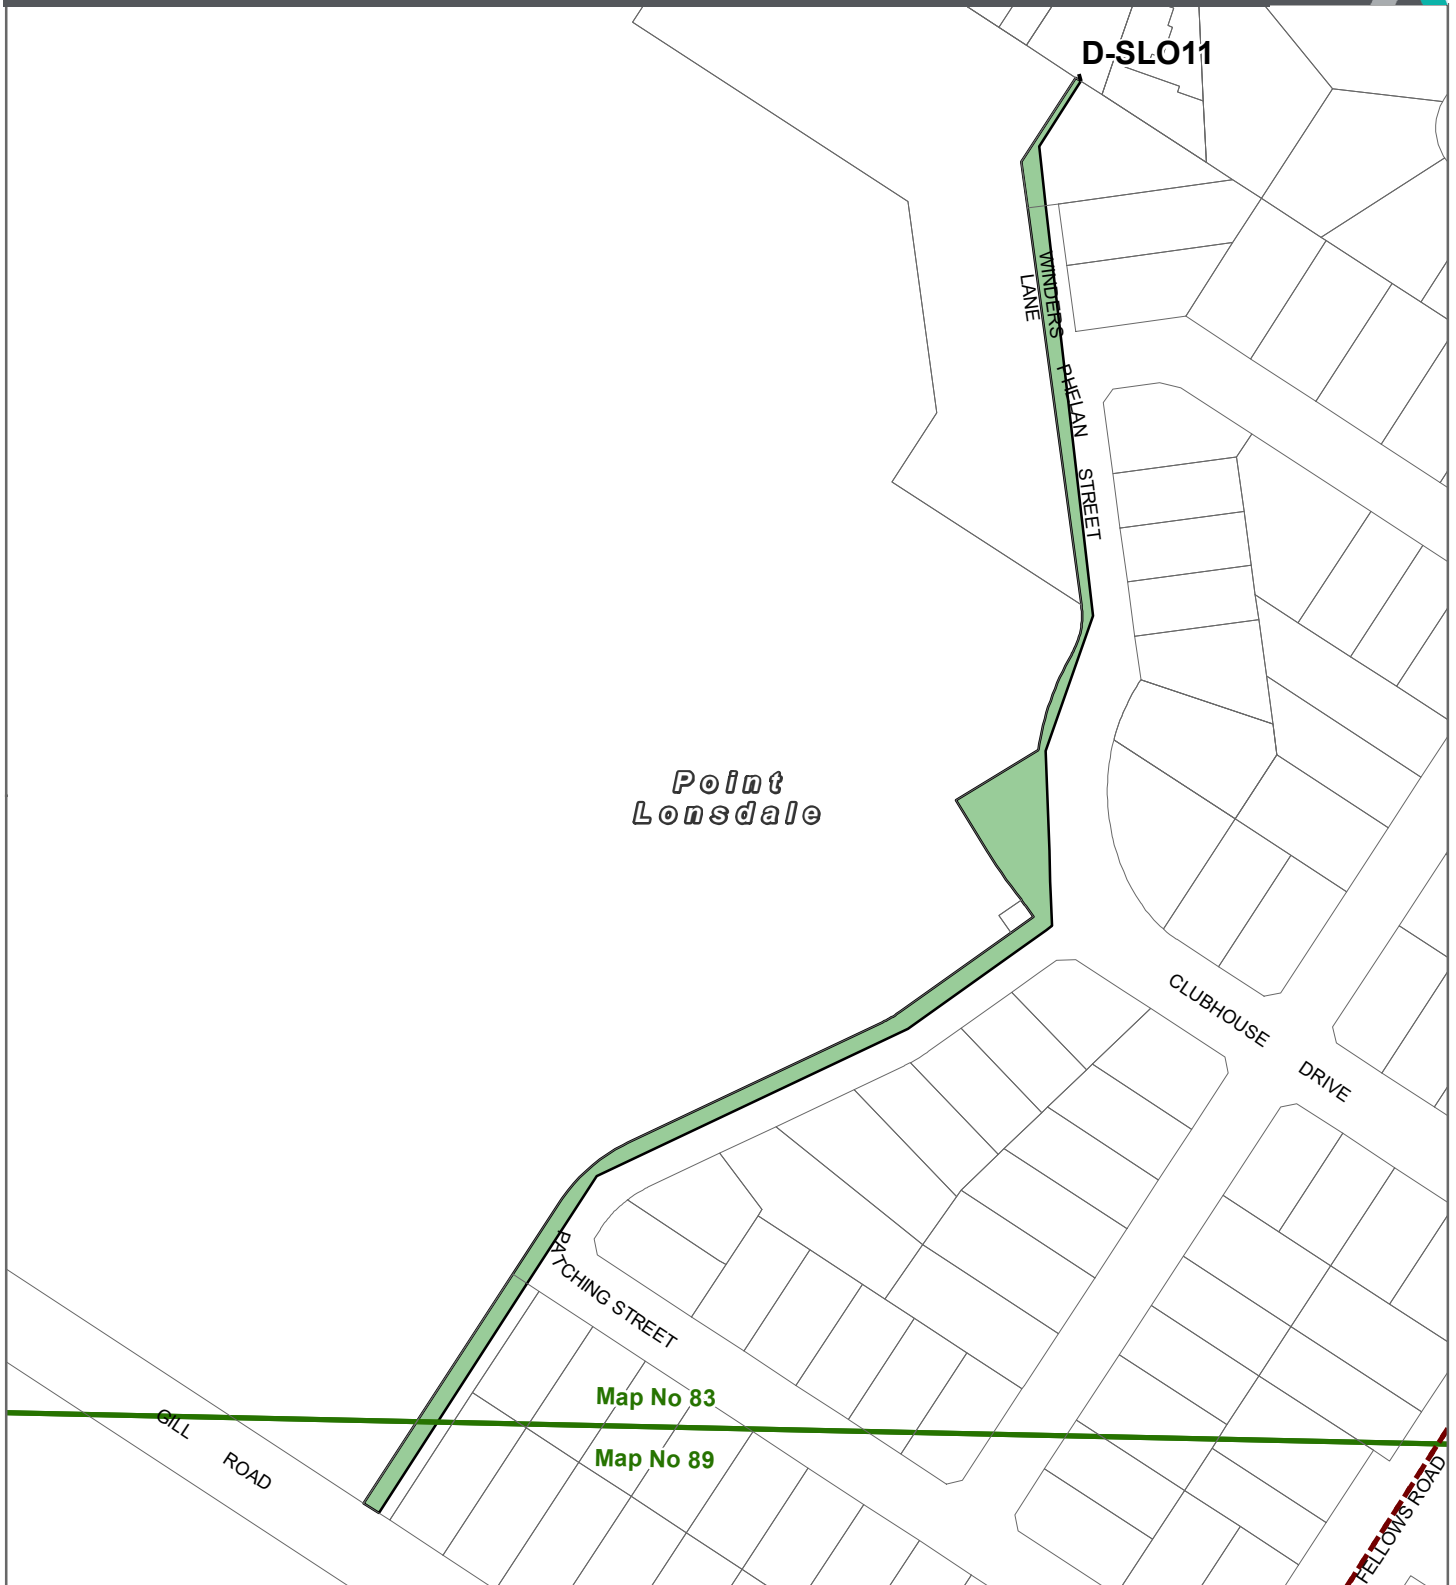 D-SLO11
WINDERS
LANE
PHELAN
STREET
Point
Lonsdale
CLUBHOUSE
DRIVE
PATCHING STREET
Map No 83
GILL
ROAD
Map No 89
FELLOWS ROAD